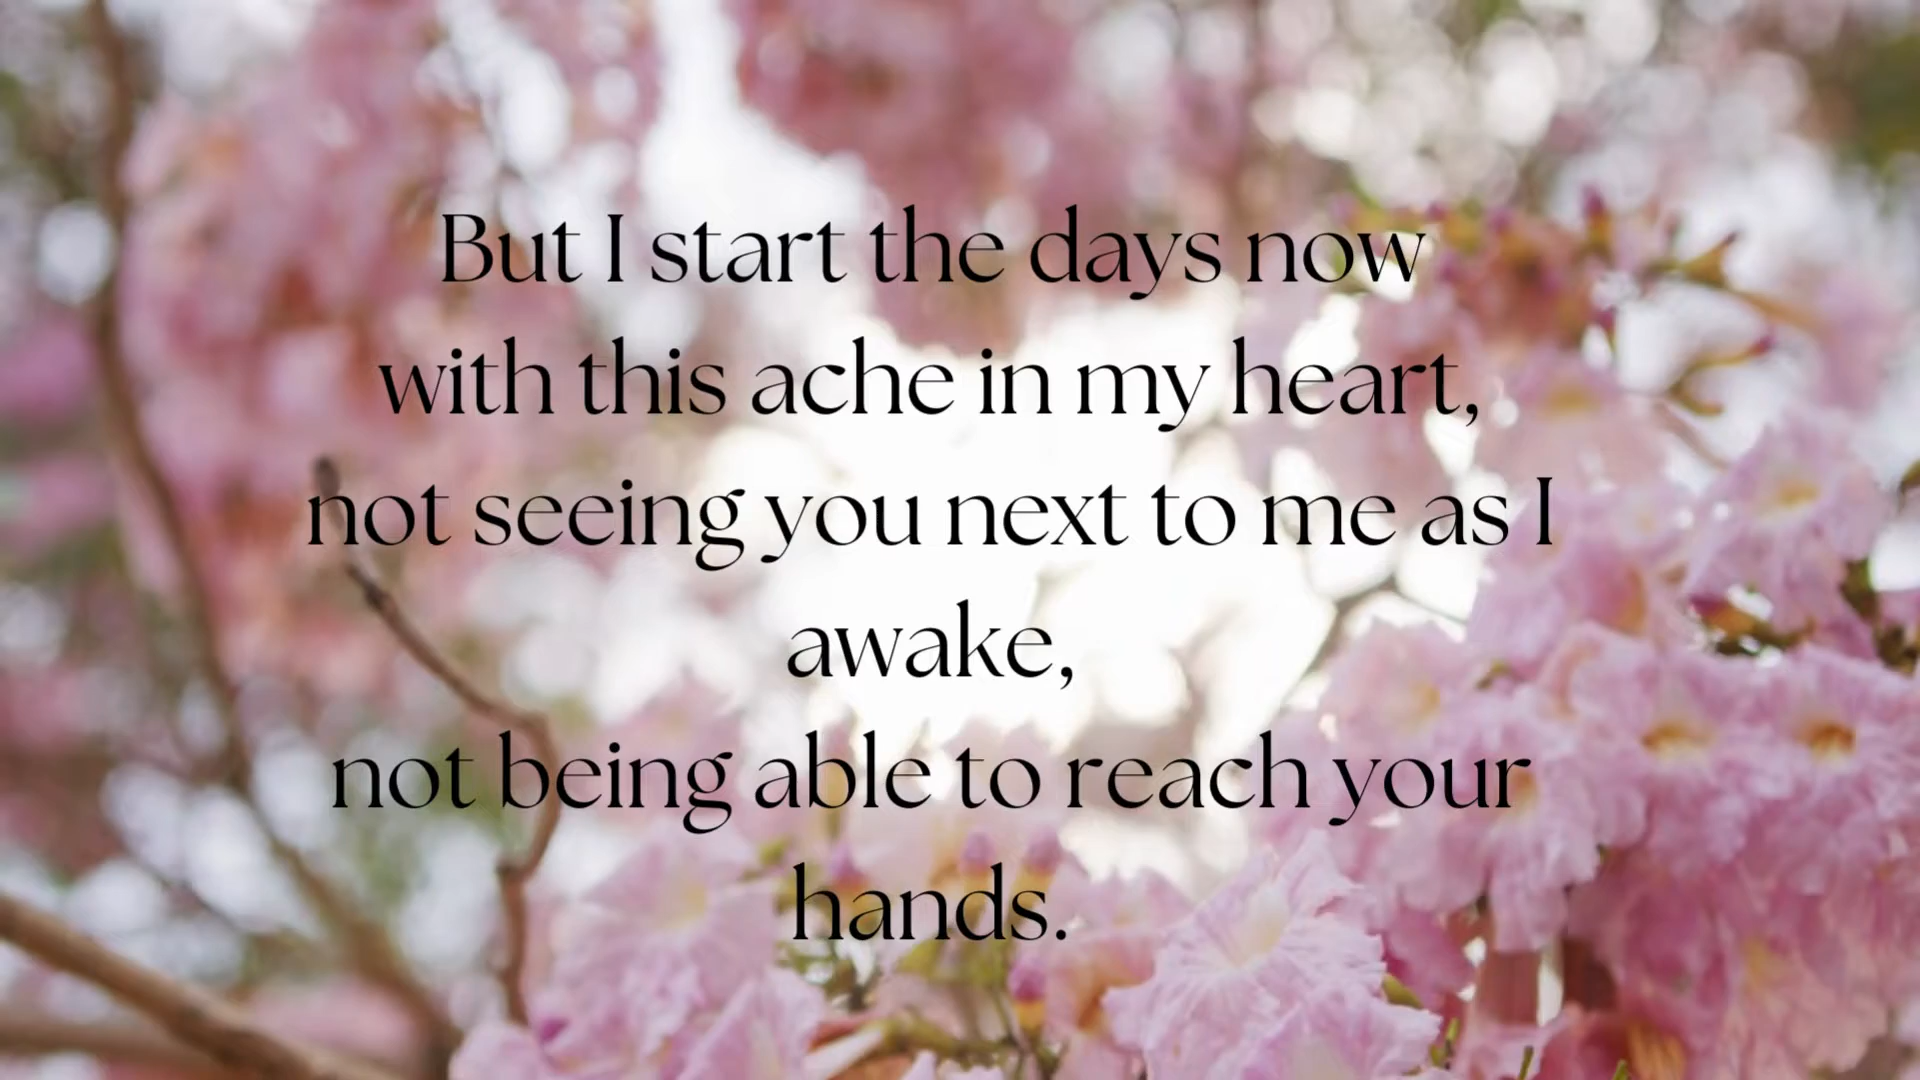 But I start the days now
with this ache in my heart,
not seeing you next to me as I
awake,
not being able to reach your
hands.